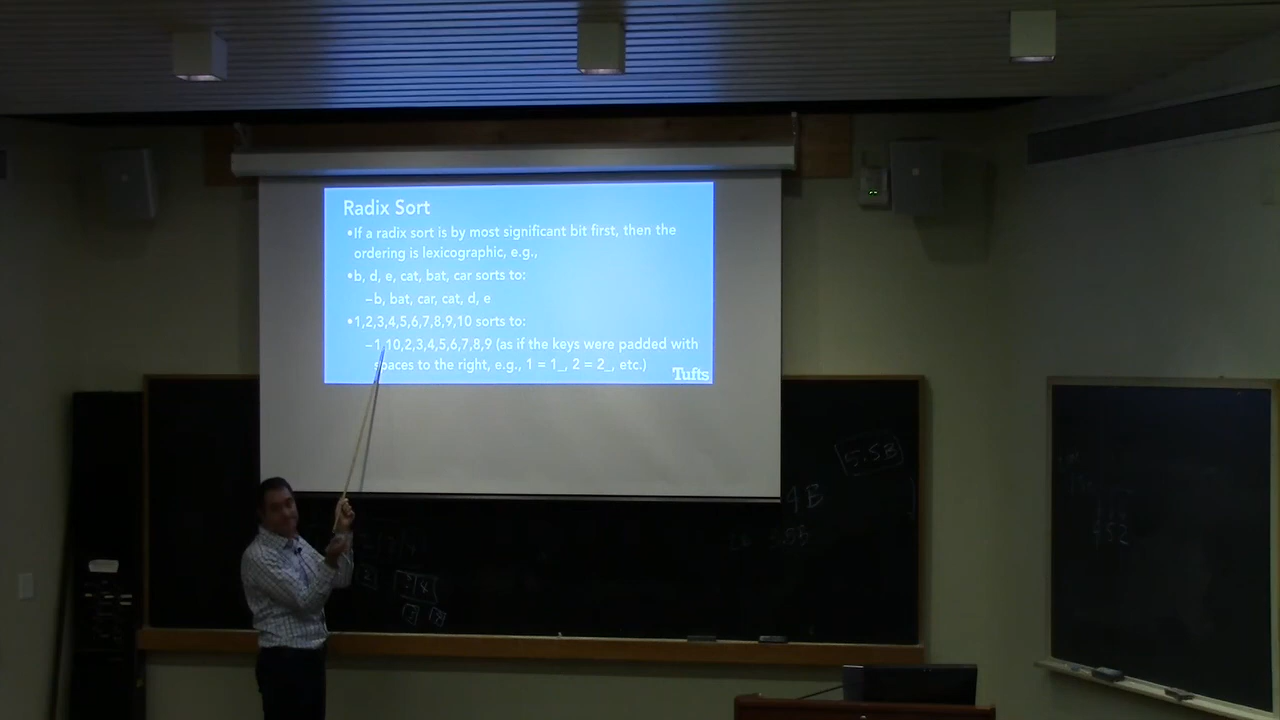 Radix Sort
•If a radix sort is by most significant bit first, then the
ordering is lexicographic, e.g.,
•b, d, e, cat, bat, car sorts to:
–b, bat, car, cat, d, e
•1,2,3,4,5,6,7,8,9,10 sorts to:
–1,10,2,3,4,5,6,7,8,9 (as if the keys were padded with
spaces to the right, e.g., 1 = 1_, 2 = 2_, etc.)
Tufts
5.5B
4B